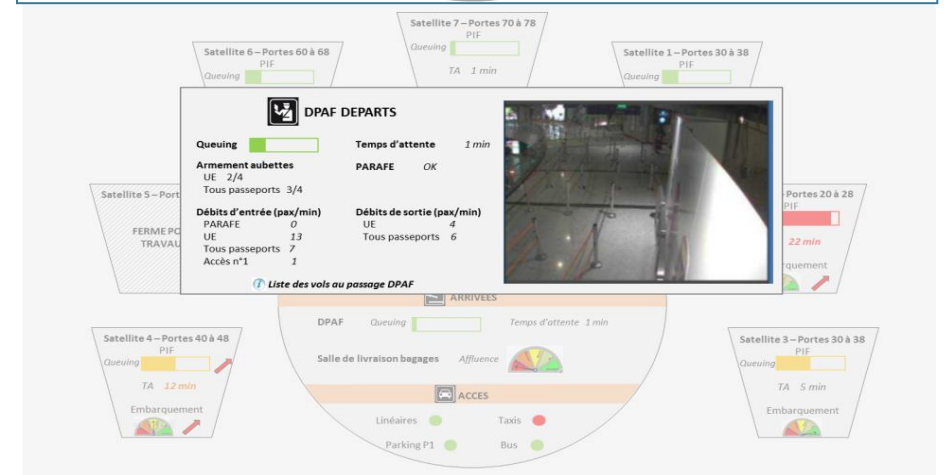 Satellite 7 – Portes 70 à 78
PIF
Queuing
TA 1 min
Satellite 6 – Portes 60 à 68
PIF
Queuing
Satellite 1 – Portes 30 à 38
PIF
Queuing
DPAF DEPARTS
Queuing
Temps d'attente 1 min
Armement aubettes
PARAFE OK
UE 2/4
Tous passeports 3/4
Débits d'entrée (pax/min)
Débits de sortie (pax/min)
PARAFE 0
UE 4
UE 13
Tous passeports 6
Tous passeports 7
Accès n°1 1
i Liste des vols au passage DPAF
Satellite 5 – Port
FERME PO
TRAVAU
Portes 20 à 28
PIF
22 min
quement
ARRIVEES
DPAF Queuing Temps d'attente 1 min
Salle de livraison bagages Affluence
ACCES
Linéaires Taxis
Parking P1 Bus
Satellite 4 – Portes 40 à 48
PIF
Queuing
TA 12 min
Embarquement
Satellite 3 – Portes 30 à 38
PIF
Queuing
TA 5 min
Embarquement